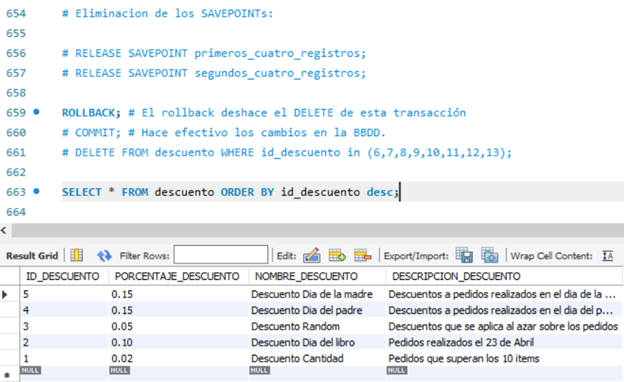 654 # Eliminacion de los SAVEPOINTs:
655
656 # RELEASE SAVEPOINT primeros_cuatro_registros;
657 # RELEASE SAVEPOINT segundos_cuatro_registros;
658
659 ROLLBACK; # El rollback deshace el DELETE de esta transacción
660 # COMMIT; # Hace efectivo los cambios en la BBDD.
661 # DELETE FROM descuento WHERE id_descuento in (6,7,8,9,10,11,12,13);
662
663 SELECT * FROM descuento ORDER BY id_descuento desc;
664
Result Grid Filter Rows: Edit: Export/Import: Wrap Cell Content:
ID_DESCUENTO PORCENTAJE_DESCUENTO NOMBRE_DESCUENTO DESCRIPCION_DESCUENTO
5 0.15 Descuento Dia de la madre Descuentos a pedidos realizados en el dia de la ...
4 0.15 Descuento Dia del padre Descuentos a pedidos realizados en el dia del p...
3 0.05 Descuento Random Descuentos que se aplica al azar sobre los pedidos
2 0.10 Descuento Dia del libro Pedidos realizados el 23 de Abril
1 0.02 Descuento Cantidad Pedidos que superan los 10 items
NULL NULL NULL NULL